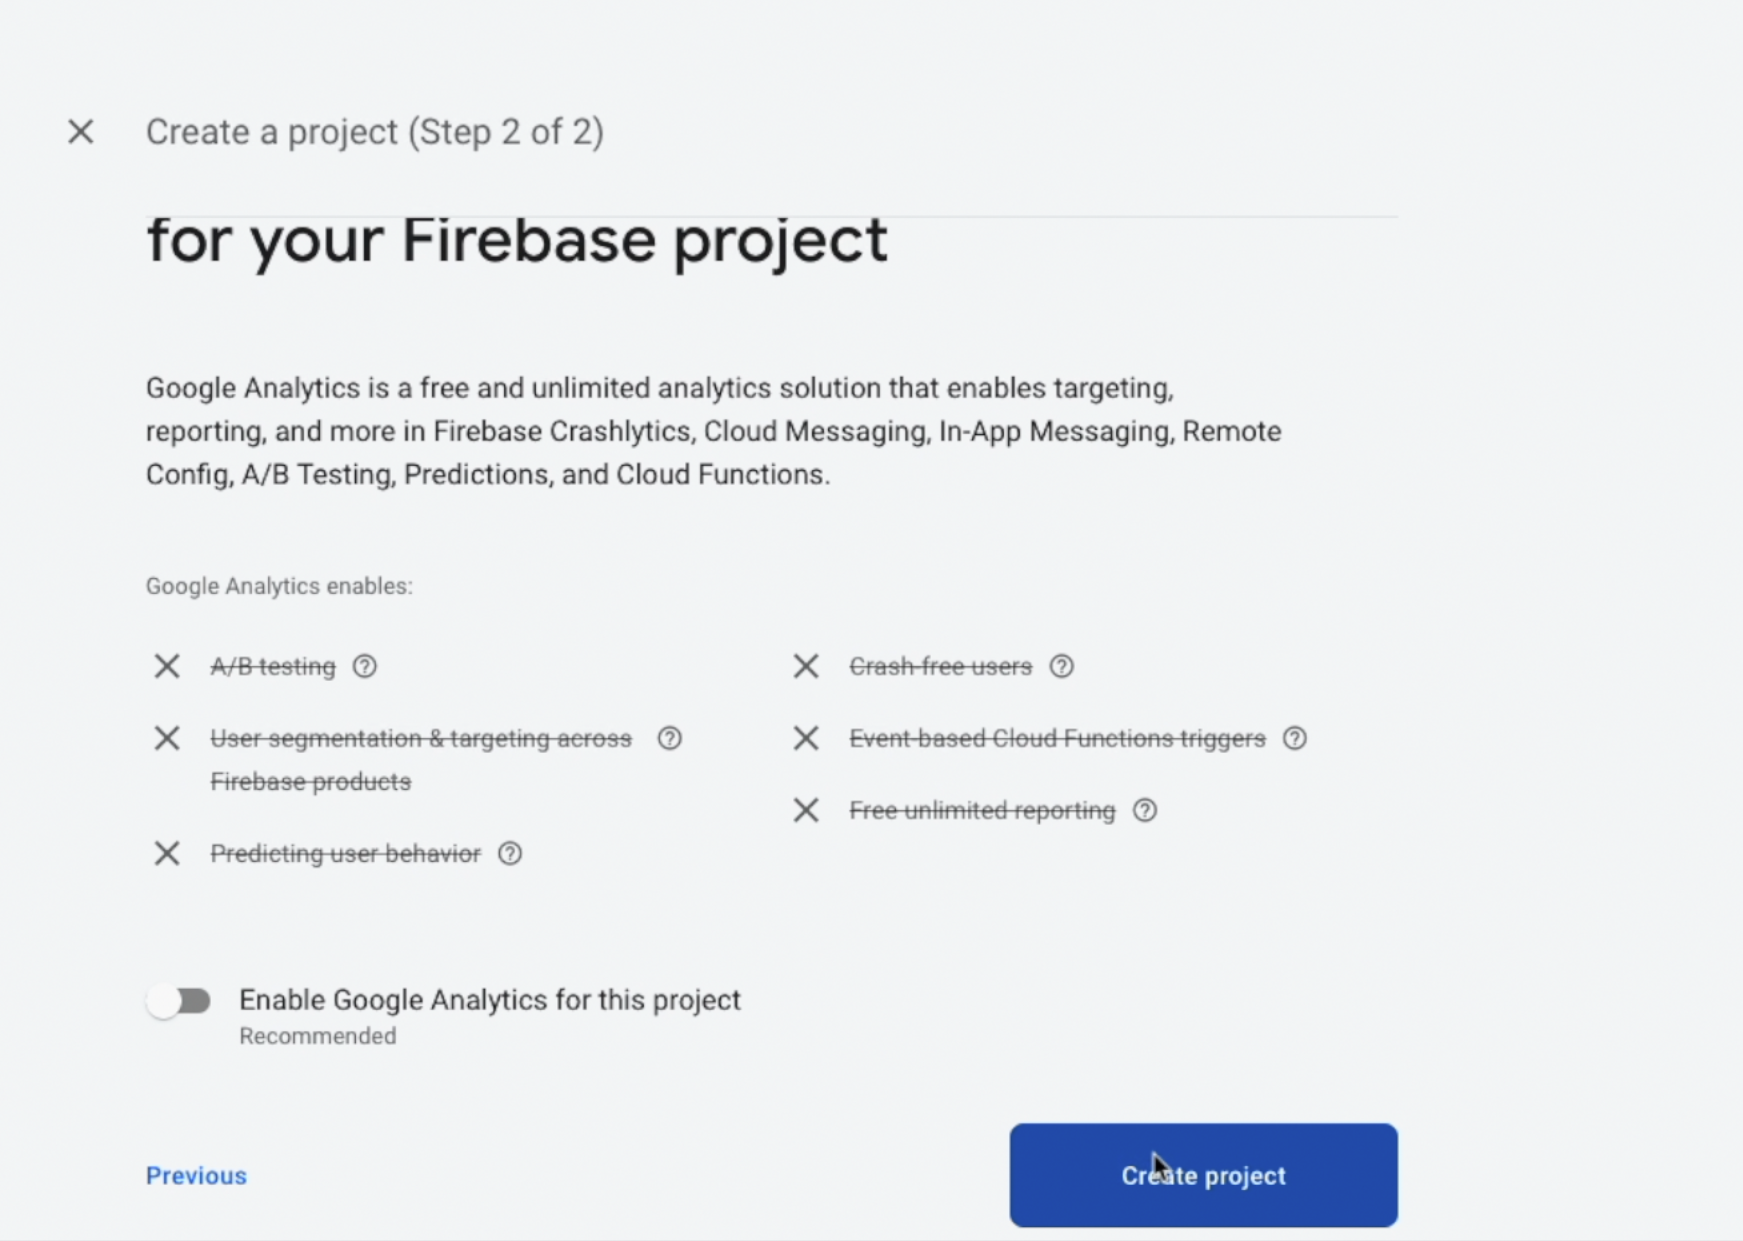 Create a project (Step 2 of 2)
for your Firebase project
Google Analytics is a free and unlimited analytics solution that enables targeting,
reporting, and more in Firebase Crashlytics, Cloud Messaging, In-App Messaging, Remote
Config, A/B Testing, Predictions, and Cloud Functions.
Google Analytics enables:
A/B testing
User segmentation & targeting across
Firebase products
Predicting user behavior
Crash-free users
Event-based Cloud Functions triggers
Free unlimited reporting
Enable Google Analytics for this project
Recommended
Previous
Create project